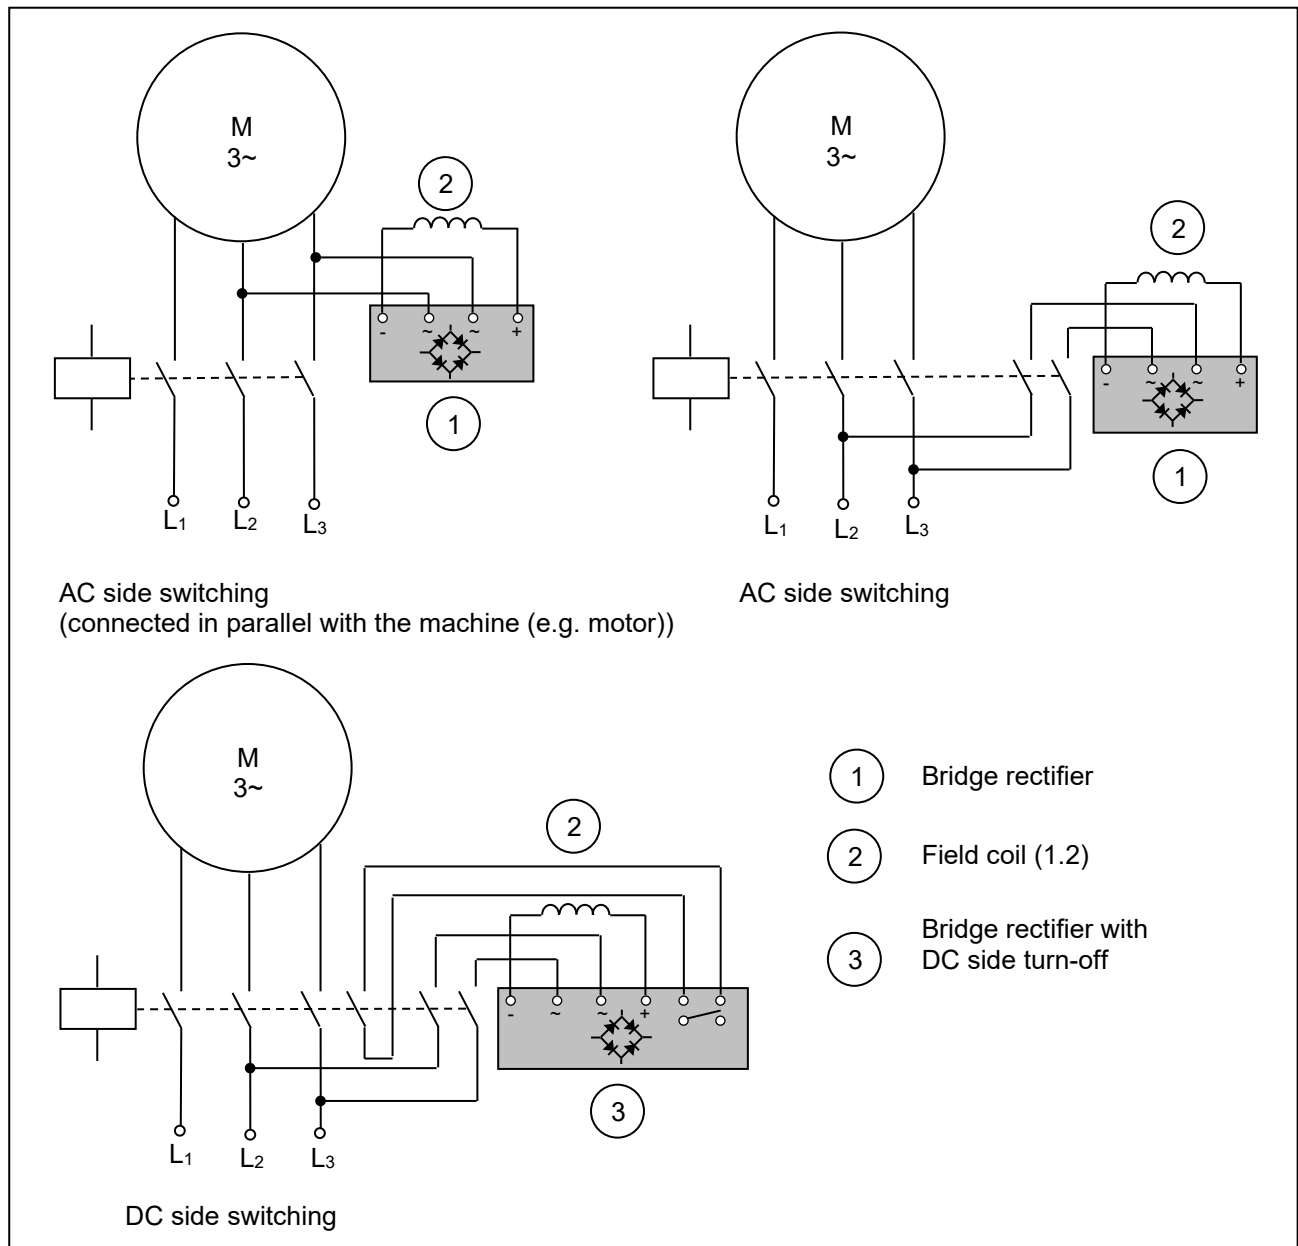 M
3~
2
-
~
~
+
1
L1
L2
L3
AC side switching
(connected in parallel with the machine (e.g. motor))
M
3~
2
-
~
~
+
1
L1
L2
L3
AC side switching
M
3~
2
-
~
~
+
3
L1
L2
L3
DC side switching
1 Bridge rectifier
2 Field coil (1.2)
3 Bridge rectifier with
DC side turn-off